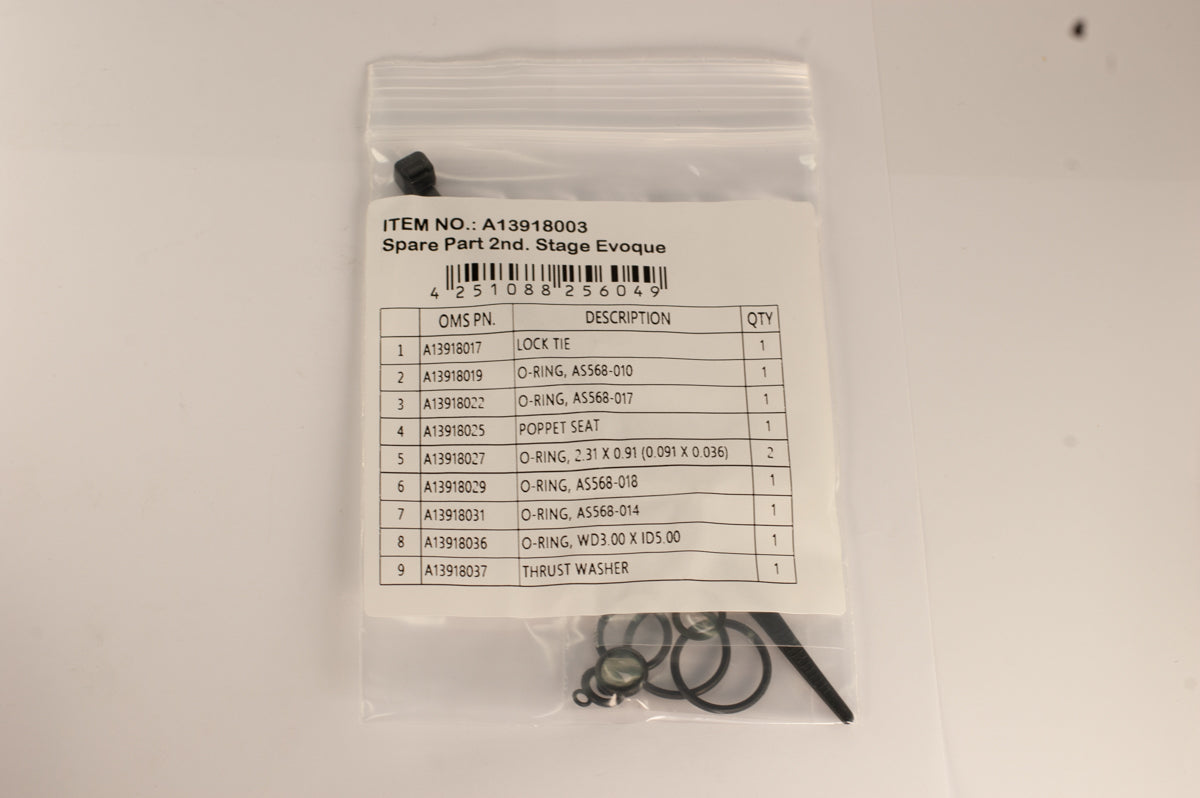 ITEM NO.: A13918003
Spare Part 2nd. Stage Evoque
4 251088 256049
OMS PN. DESCRIPTION QTY
1 A13918017 LOCK TIE 1
2 A13918019 O-RING, AS568-010 1
3 A13918022 O-RING, AS568-017 1
4 A13918025 POPPET SEAT 1
5 A13918027 O-RING, 2.31 X 0.91 (0.091 X 0.036) 2
6 A13918029 O-RING, AS568-018 1
7 A13918031 O-RING, AS568-014 1
8 A13918036 O-RING, WD3.00 X ID5.00 1
9 A13918037 THRUST WASHER 1